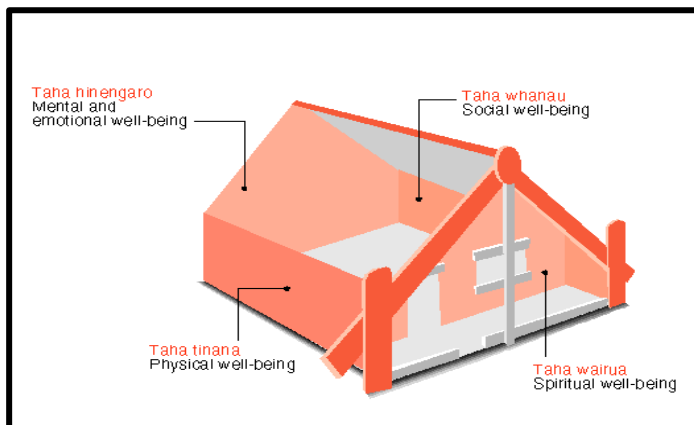 Taha hinengaro
Mental and
emotional well-being
Taha whanau
Social well-being
Taha tinana
Physical well-being
Taha wairua
Spiritual well-being